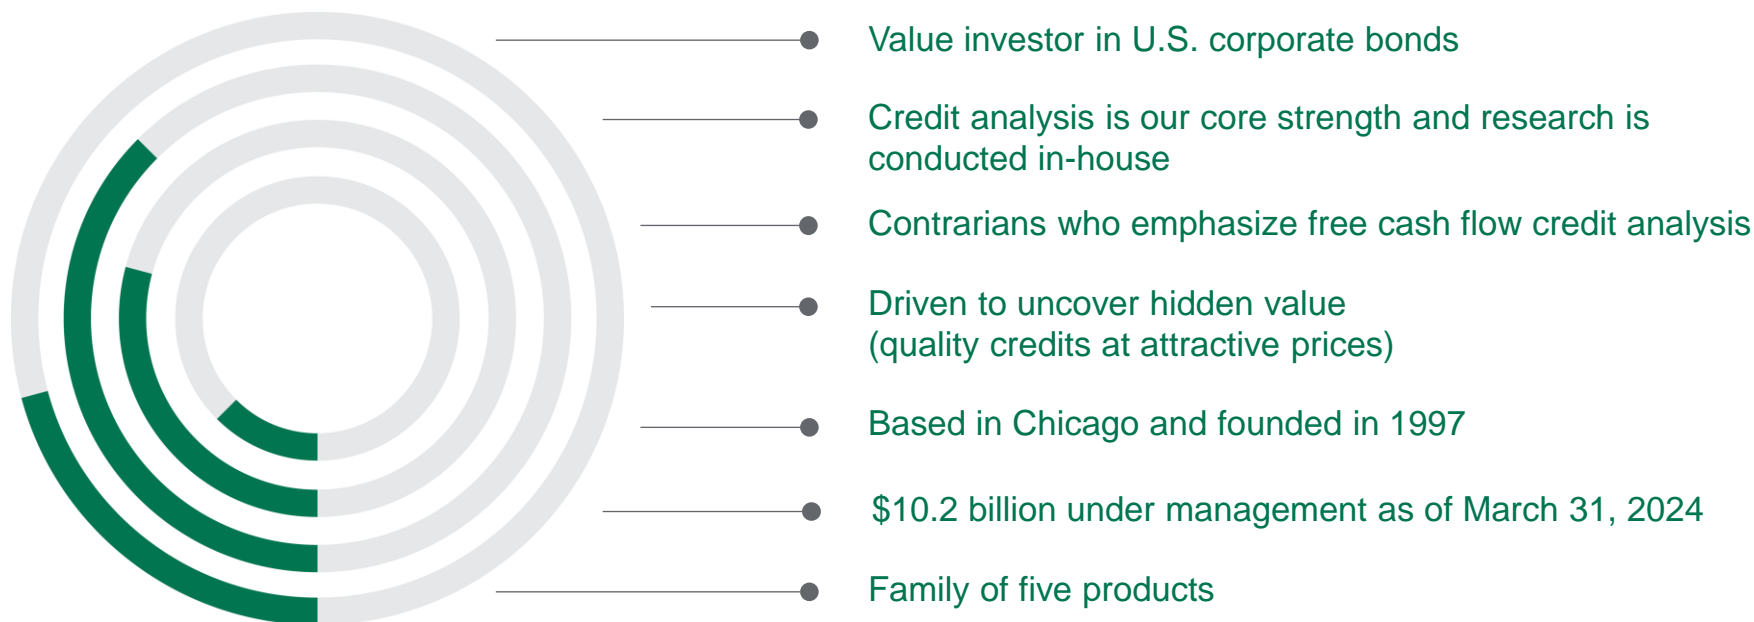 Value investor in U.S. corporate bonds
Credit analysis is our core strength and research is
conducted in-house
Contrarians who emphasize free cash flow credit analysis
Driven to uncover hidden value
(quality credits at attractive prices)
Based in Chicago and founded in 1997
$10.2 billion under management as of March 31, 2024
Family of five products